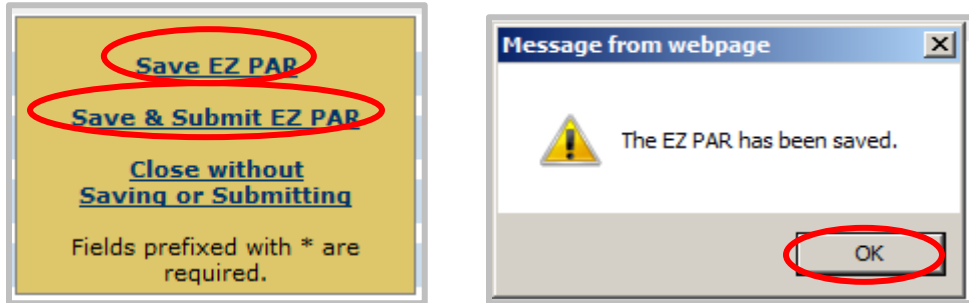 Save EZ PAR
Save & Submit EZ PAR
Close without
Saving or Submitting
Fields prefixed with * are
required.
Message from webpage
The EZ PAR has been saved.
OK